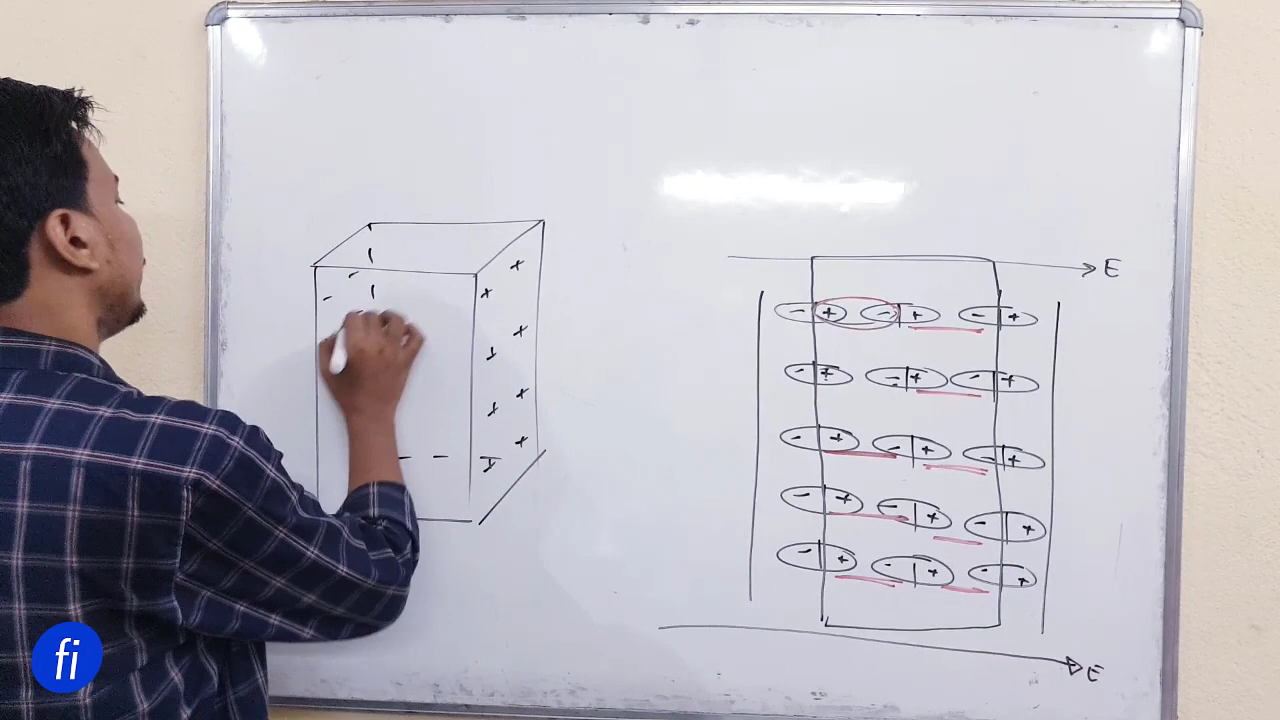 E
- + - + - +
- + - + - +
- + - + - +
- + - + - +
- + - + - +
E
- - + +
+ +
+ +
+ +
fi